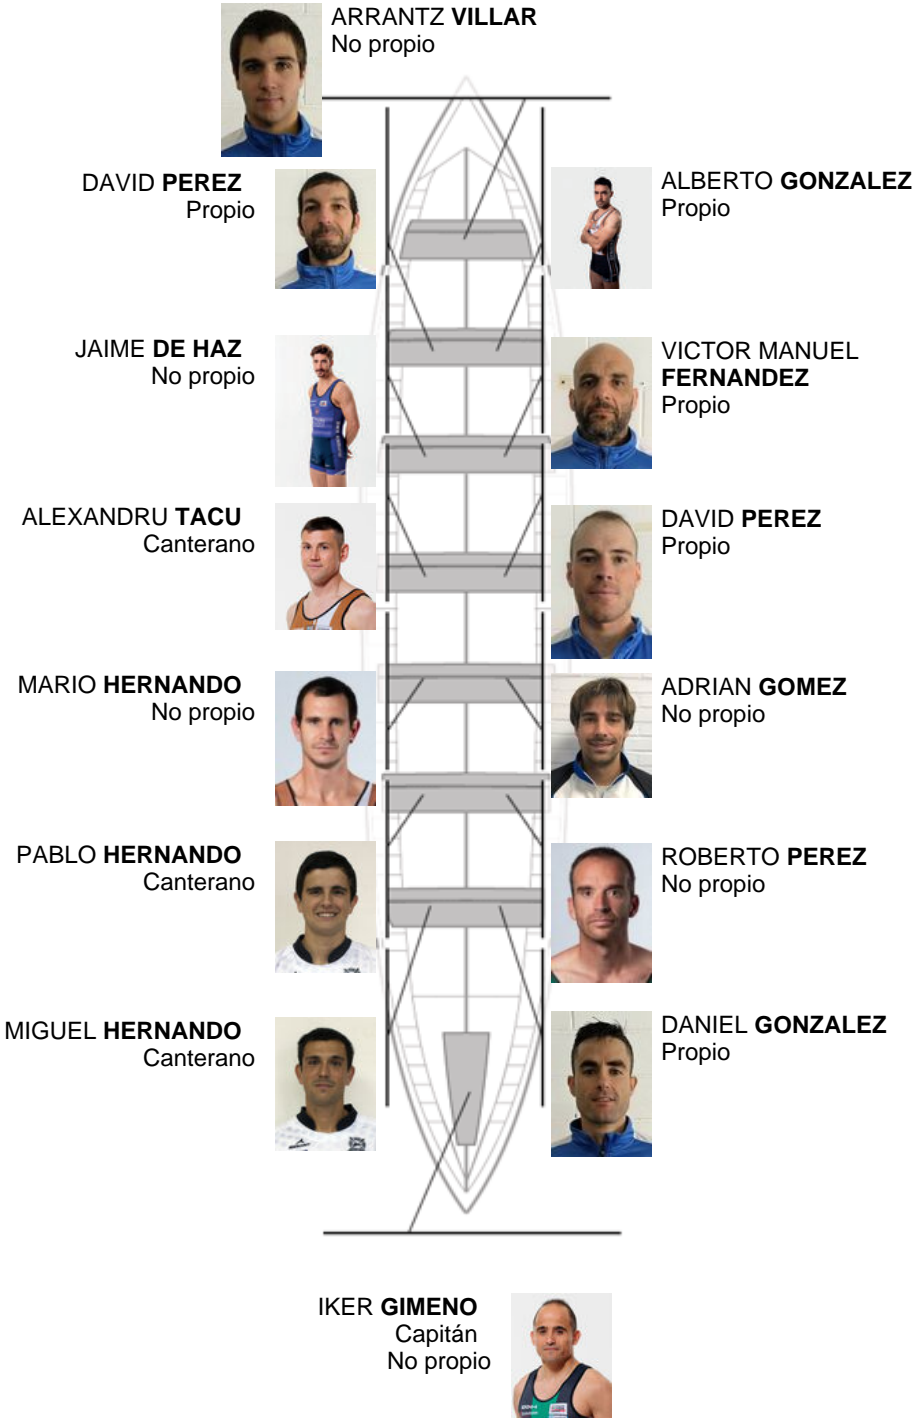 ARRANTZ VILLAR
No propio
DAVID PEREZ
Propio
ALBERTO GONZALEZ
Propio
JAIME DE HAZ
No propio
VICTOR MANUEL
FERNANDEZ
Propio
ALEXANDRU TACU
Canterano
DAVID PEREZ
Propio
MARIO HERNANDO
No propio
ADRIAN GOMEZ
No propio
PABLO HERNANDO
Canterano
ROBERTO PEREZ
No propio
MIGUEL HERNANDO
Canterano
DANIEL GONZALEZ
Propio
IKER GIMENO
Capitán
No propio